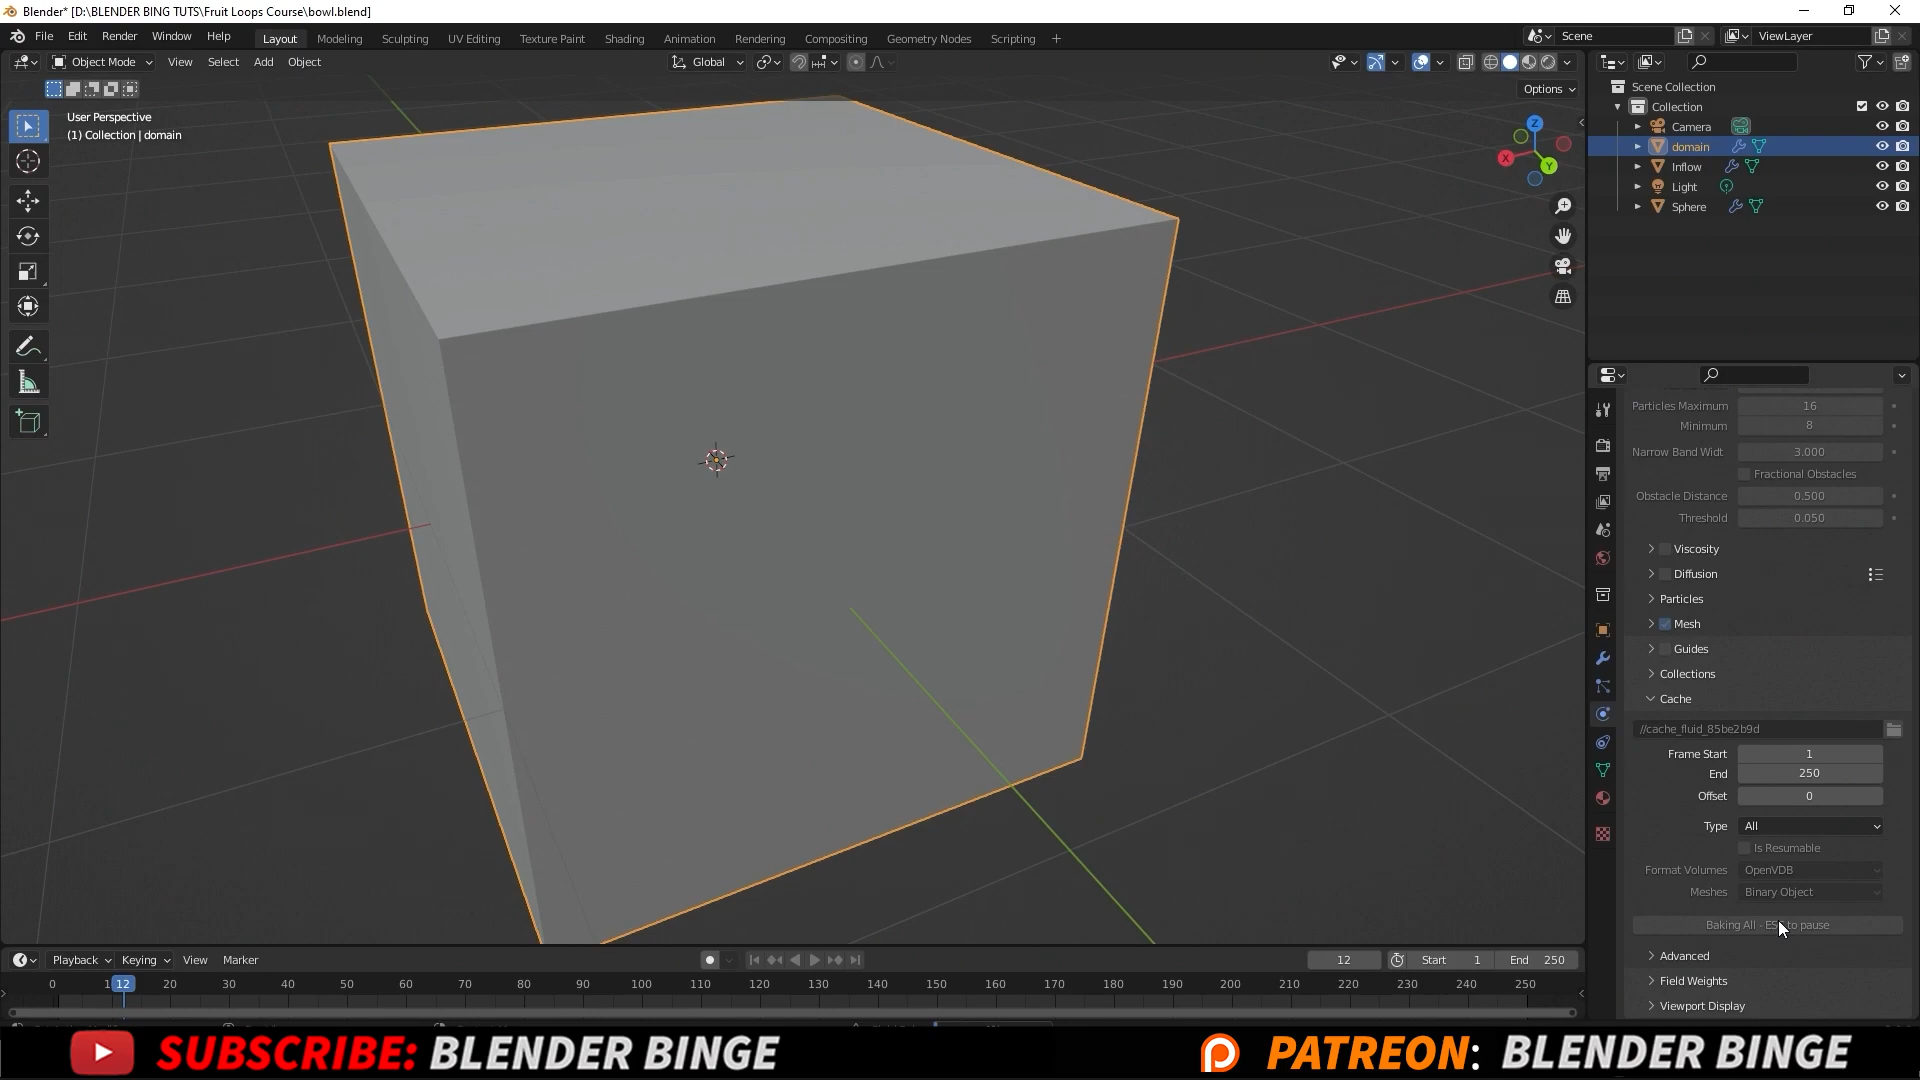 Blender* [D:\BLENDER BING TUTS\Fruit Loops Course\bowl.blend]
File Edit Render Window Help Layout Modeling Sculpting UV Editing Texture Paint Shading Animation Rendering Compositing Geometry Nodes Scripting + Scene ViewLayer
Object Mode View Select Add Object Global
Options
User Perspective
(1) Collection | domain
Z
X
Y
Scene Collection
Collection
Camera
domain
Inflow
Light
Sphere
Particles Maximum 16
Minimum 8
Narrow Band Widt 3.000
Fractional Obstacles
Obstacle Distance 0.500
Threshold 0.050
Viscosity
Diffusion
Particles
Mesh
Guides
Collections
Cache
//cache_fluid_85be2b9d
Frame Start 1
End 250
Offset 0
Type All
Is Resumable
Format Volumes OpenVDB
Meshes Binary Object
Baking All - ES to pause
Advanced
Field Weights
Viewport Display
Playback Keying View Marker 12 Start 1 End 250
0 1 12 20 30 40 50 60 70 80 90 100 110 120 130 140 150 160 170 180 190 200 210 220 230 240 250
SUBSCRIBE: BLENDER BINGE
PATREON: BLENDER BINGE